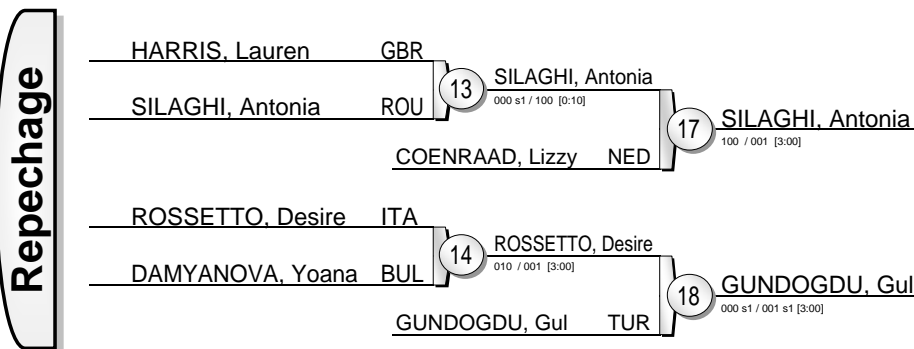 Repechage
HARRIS, Lauren GBR
SILAGHI, Antonia ROU
13
SILAGHI, Antonia
000 s1 / 100 [0:10]
COENRAAD, Lizzy NED
17
SILAGHI, Antonia
100 / 001 [3:00]
ROSSETTO, Desire ITA
DAMYANOVA, Yoana BUL
14
ROSSETTO, Desire
010 / 001 [3:00]
GUNDOGDU, Gul TUR
18
GUNDOGDU, Gul
000 s1 / 001 s1 [3:00]